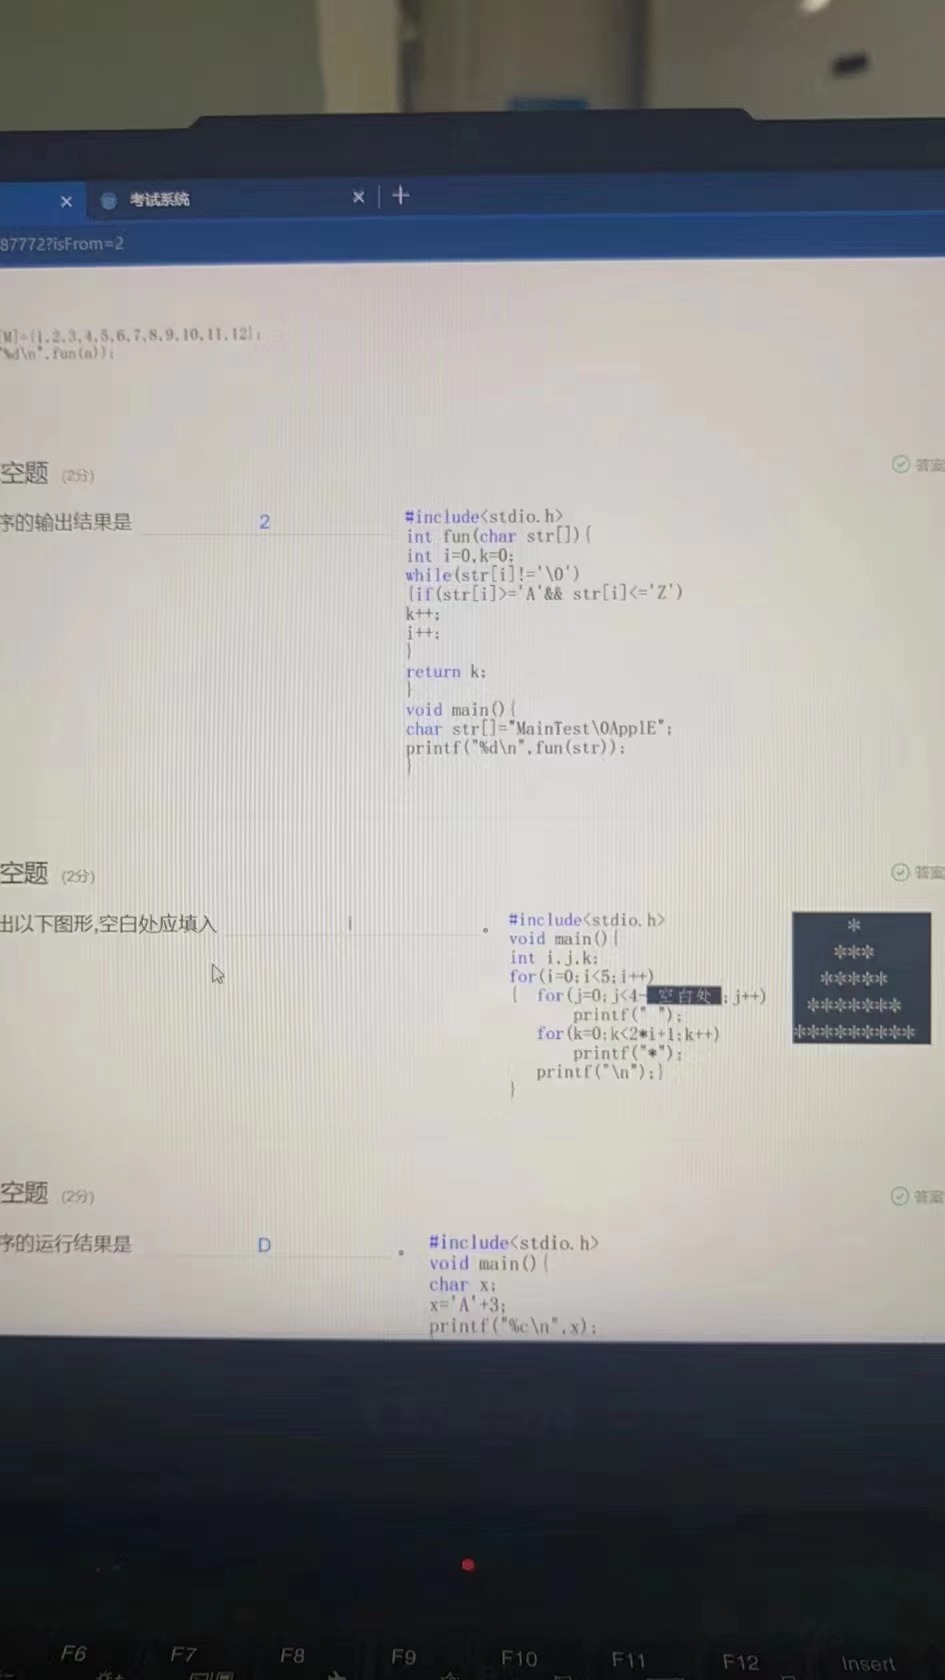 考试系统
87772?isFrom=2
[M]={1,2,3,4,5,6,7,8,9,10,11,12};
"%d\n",fun(a));
空题 (2分)
答案
序的输出结果是 2
#include<stdio.h>
int fun(char str[]){
int i=0,k=0;
while(str[i]!='\0')
{if(str[i]>='A'&& str[i]<='Z')
k++;
i++;
}
return k;
}
void main(){
char str[]="MainTest\0ApplE";
printf("%d\n",fun(str));
}
空题 (2分)
答案
出以下图形,空白处应填入 i 。
#include<stdio.h>
void main(){
int i,j,k;
for(i=0;i<5;i++)
{ for(j=0;j<4-空白处;j++)
printf(" ");
for(k=0;k<2*i+1;k++)
printf("*");
printf("\n");}
}
*
***
*****
*******
*********
空题 (2分)
答案
序的运行结果是 D 。
#include<stdio.h>
void main(){
char x;
x='A'+3;
printf("%c\n",x);
F6 F7 F8 F9 F10 F11 F12 Insert